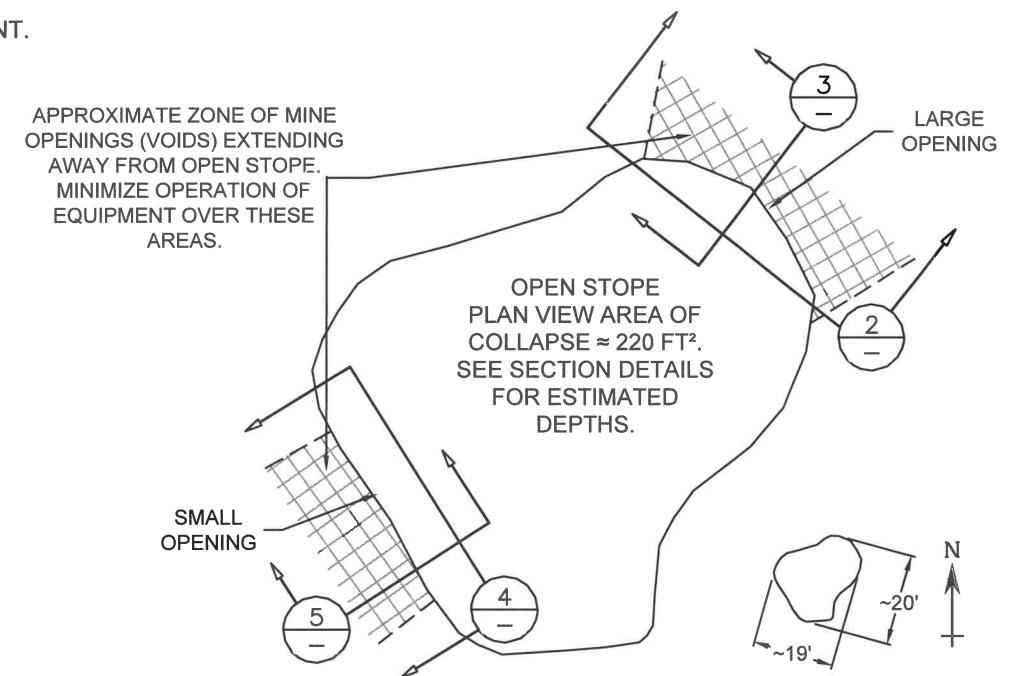 NT.
APPROXIMATE ZONE OF MINE
OPENINGS (VOIDS) EXTENDING
AWAY FROM OPEN STOPE.
MINIMIZE OPERATION OF
EQUIPMENT OVER THESE
AREAS.
3
–
LARGE
OPENING
OPEN STOPE
PLAN VIEW AREA OF
COLLAPSE ≈ 220 FT².
SEE SECTION DETAILS
FOR ESTIMATED
DEPTHS.
2
–
SMALL
OPENING
5
–
4
–
N
~20'
~19'